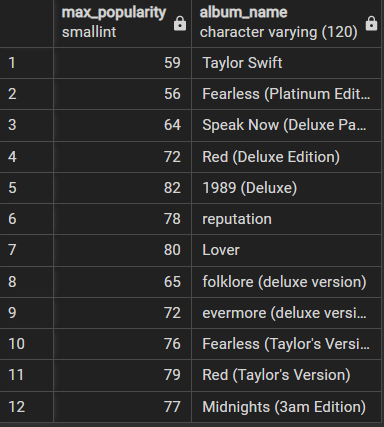 max_popularity album_name
smallint character varying (120)
1 59 Taylor Swift
2 56 Fearless (Platinum Edit...
3 64 Speak Now (Deluxe Pa...
4 72 Red (Deluxe Edition)
5 82 1989 (Deluxe)
6 78 reputation
7 80 Lover
8 65 folklore (deluxe version)
9 72 evermore (deluxe versi...
10 76 Fearless (Taylor's Versi...
11 79 Red (Taylor's Version)
12 77 Midnights (3am Edition)